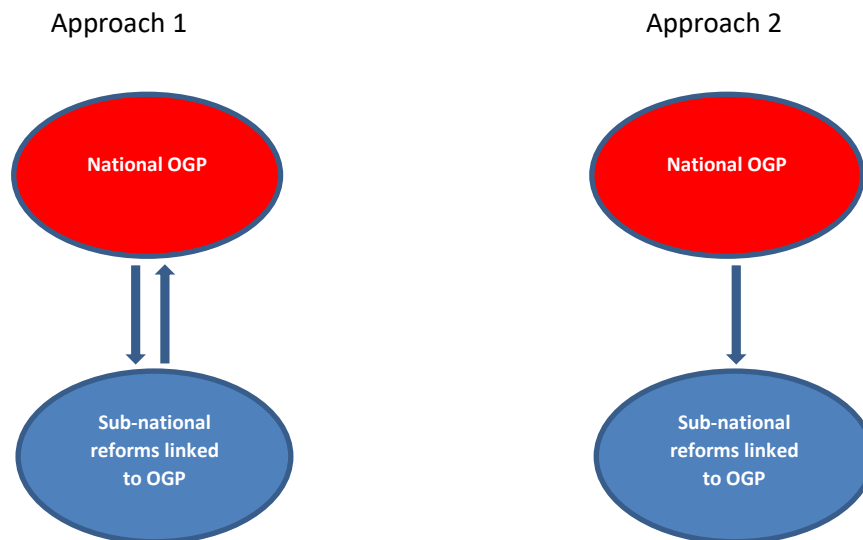 Approach 1
Approach 2
National OGP
National OGP
Sub-national
reforms linked
to OGP
Sub-national
reforms linked
to OGP